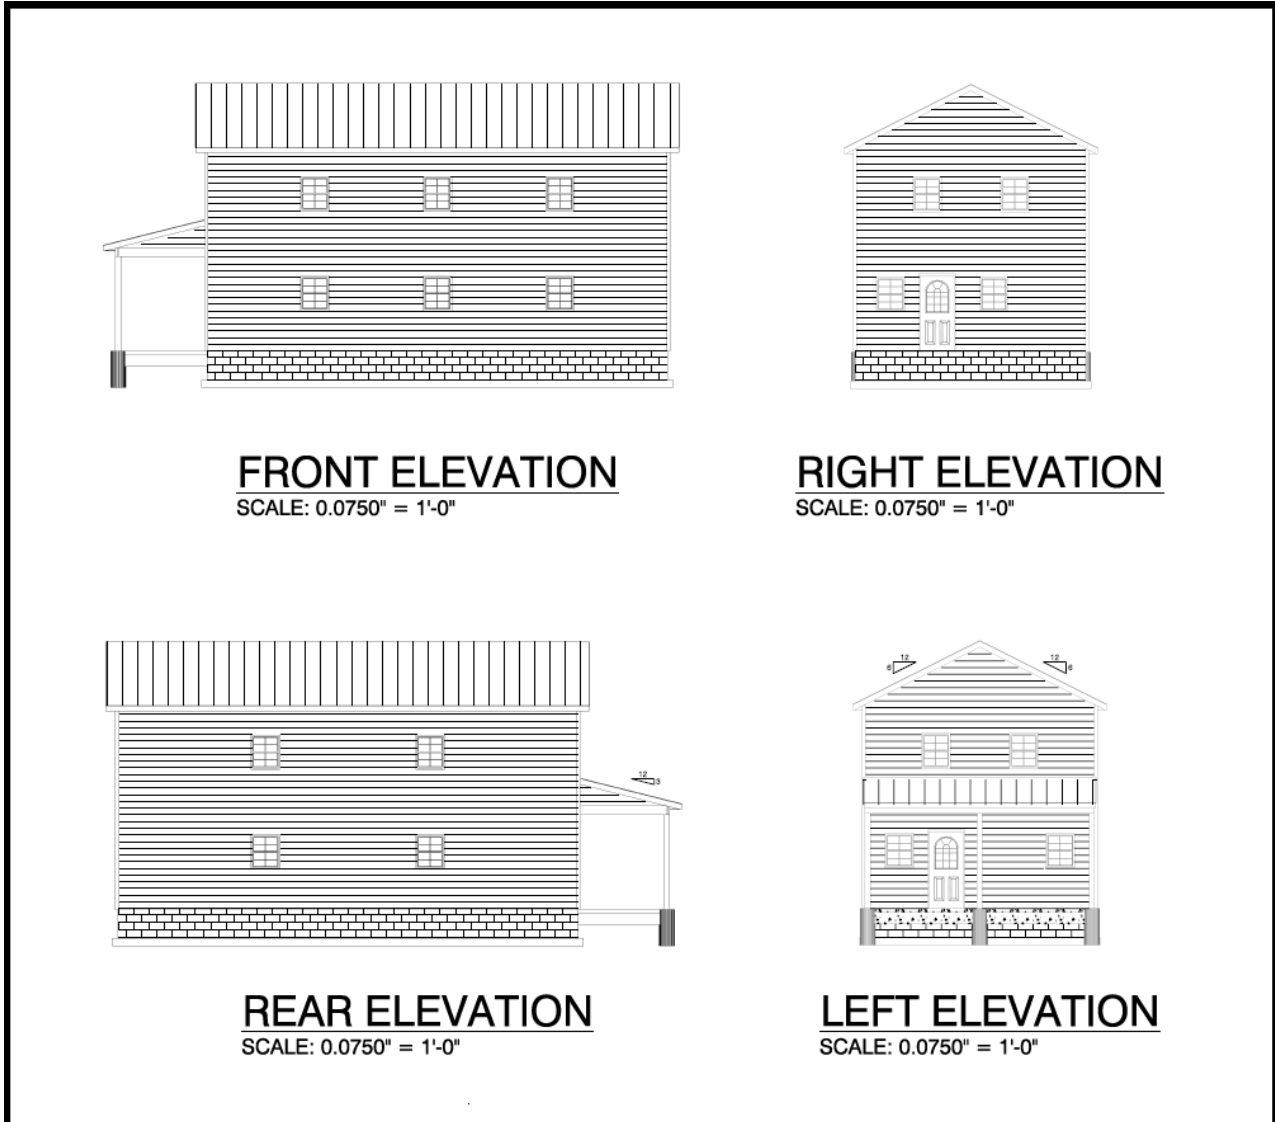 FRONT ELEVATION
SCALE: 0.0750" = 1'-0"
RIGHT ELEVATION
SCALE: 0.0750" = 1'-0"
12
6
12
6
12
3
REAR ELEVATION
SCALE: 0.0750" = 1'-0"
LEFT ELEVATION
SCALE: 0.0750" = 1'-0"